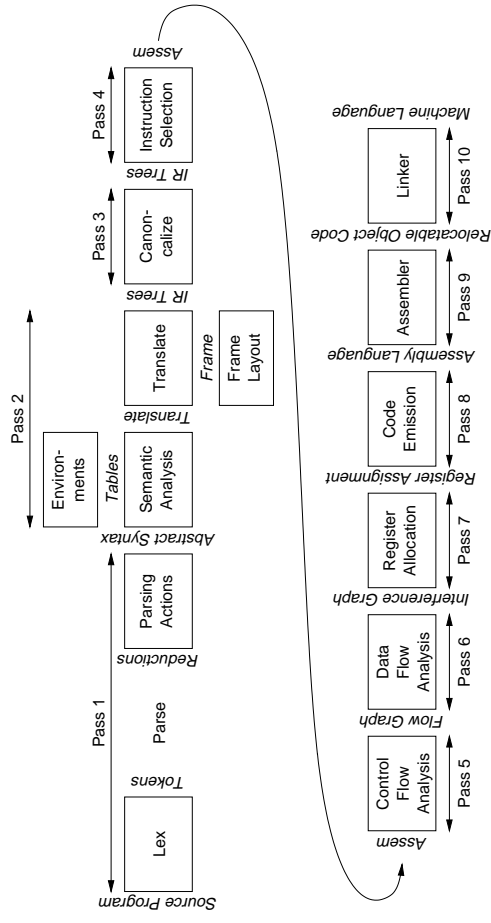 Source Program
Lex
Tokens
Parse
Reductions
Parsing
Actions
Abstract Syntax
Semantic
Analysis
Tables
Environ-
ments
Translate
Translate
Frame
Frame
Layout
IR Trees
Canon-
calize
IR Trees
Instruction
Selection
Assem
Pass 1
Pass 2
Pass 3
Pass 4
Assem
Control
Flow
Analysis
Flow Graph
Data
Flow
Analysis
Interference Graph
Register
Allocation
Register Assignment
Code
Emission
Assembly Language
Assembler
Relocatable Object Code
Linker
Machine Language
Pass 5
Pass 6
Pass 7
Pass 8
Pass 9
Pass 10